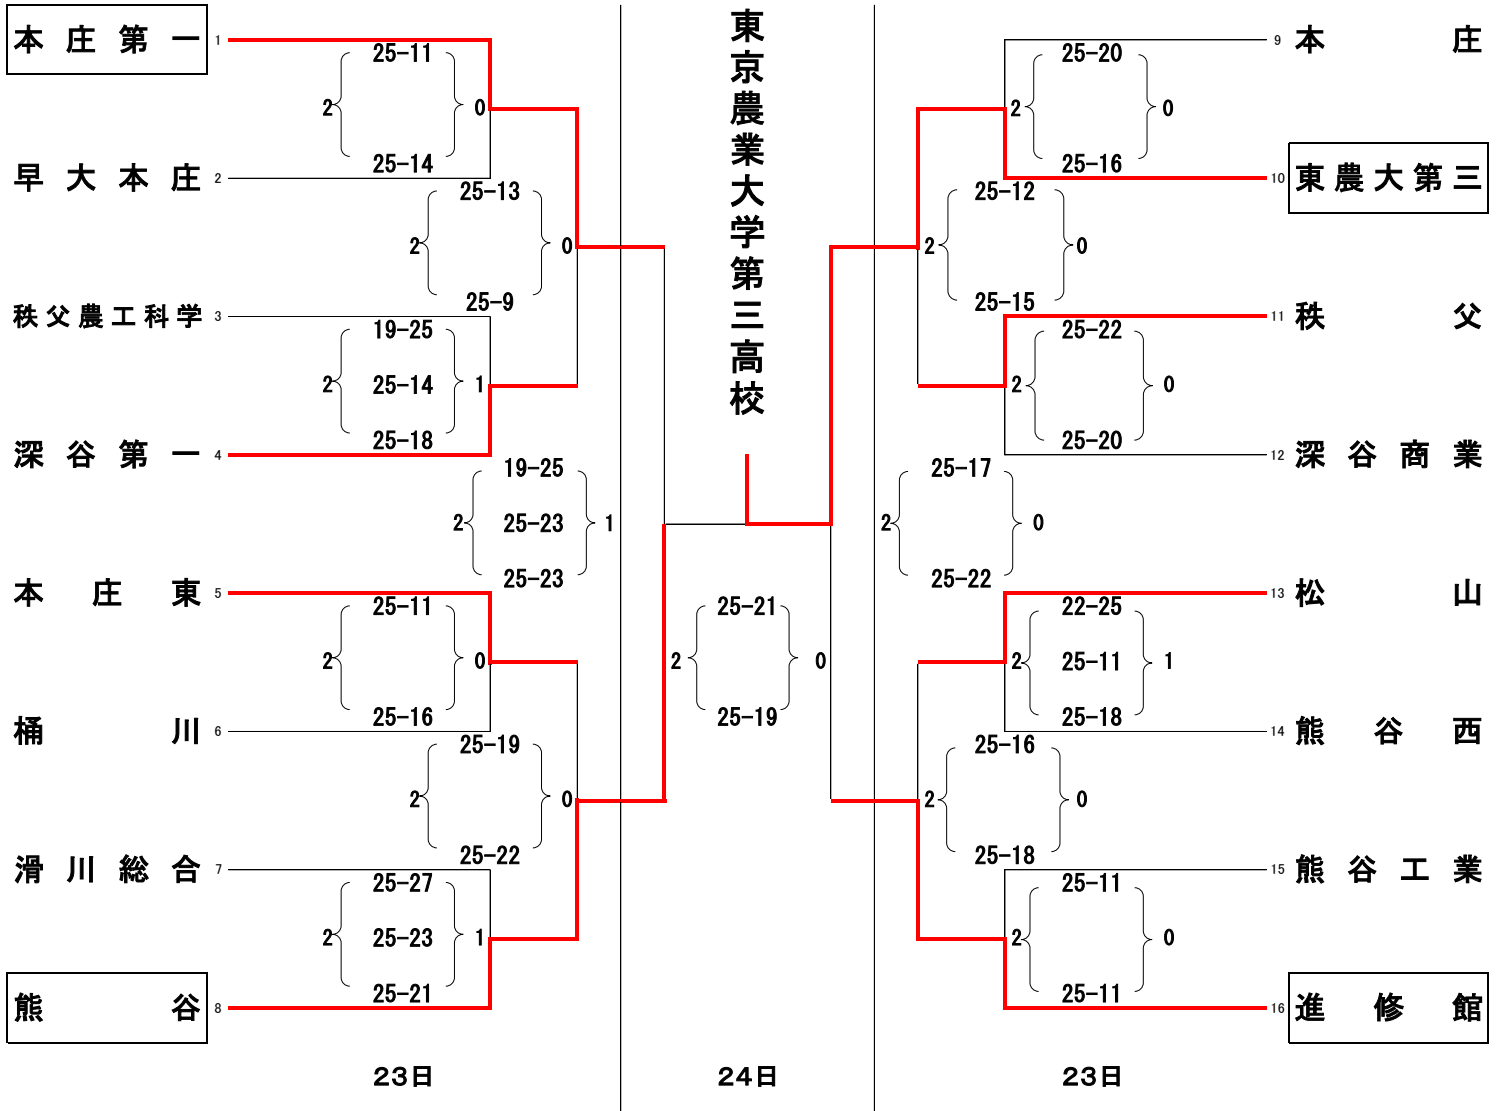 東京農業大学第三高校
本庄第一 1
25-11
2 0
25-14
早大本庄 2
25-13
2 0
25-9
秩父農工科学 3
19-25
2 25-14 1
25-18
深谷第一 4
19-25
2 25-23 1
25-23
本庄東 5
25-11
2 0
25-16
桶川 6
25-19
2 0
25-22
滑川総合 7
25-27
2 25-23 1
25-21
熊谷 8
23日
25-21
2 0
25-19
24日
9 本庄
25-20
2 0
25-16
10 東農大第三
25-12
2 0
25-15
11 秩父
25-22
2 0
25-20
12 深谷商業
25-17
2 0
25-22
13 松山
22-25
2 25-11 1
25-18
14 熊谷西
25-16
2 0
25-18
15 熊谷工業
25-11
2 0
25-11
16 進修館
23日